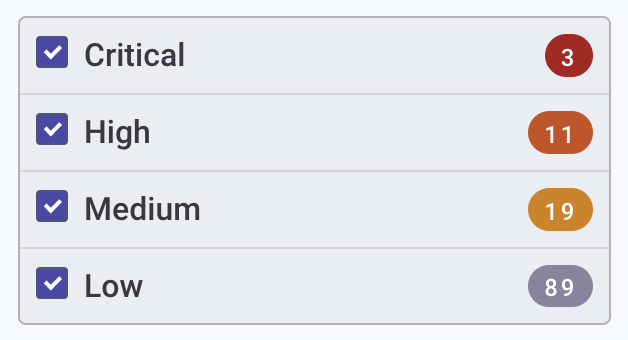 Critical 3
High 11
Medium 19
Low 89